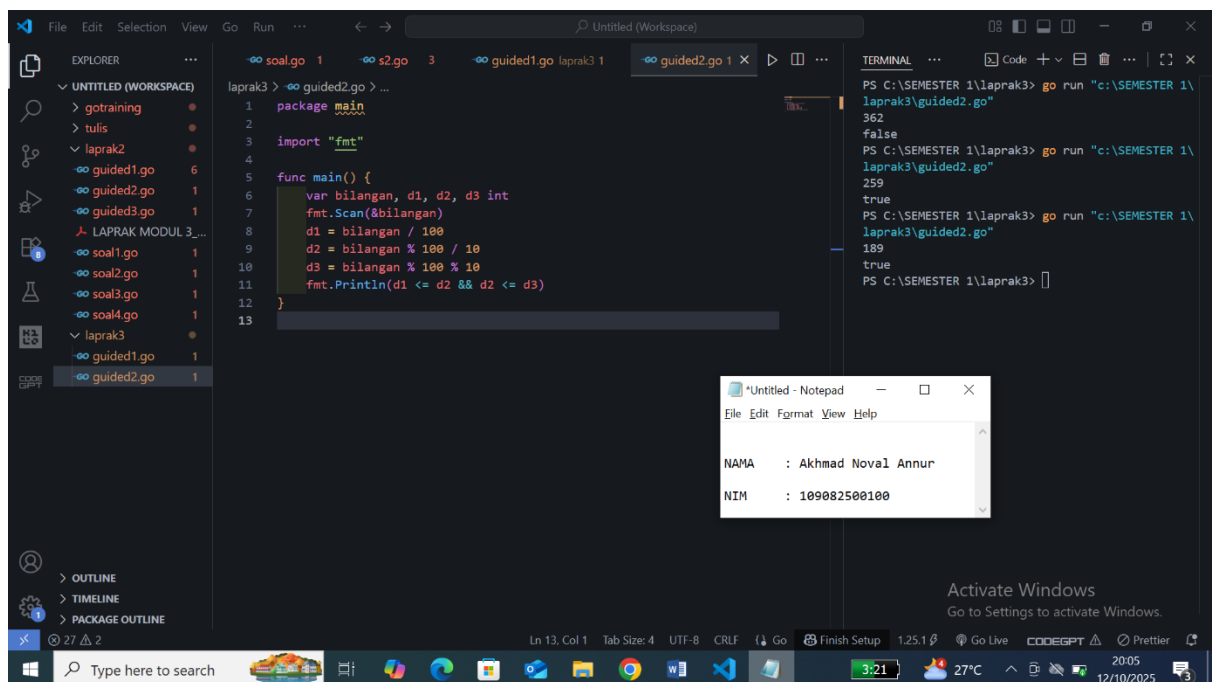 File Edit Selection View Go Run ... Untitled (Workspace)
EXPLORER ...
UNTITLED (WORKSPACE)
gotraining
tulis
laprak2
guided1.go 6
guided2.go 1
guided3.go 1
LAPRAK MODUL 3_...
soal1.go 1
soal2.go 1
soal3.go 1
soal4.go 1
laprak3
guided1.go 1
guided2.go 1
OUTLINE
TIMELINE
PACKAGE OUTLINE
soal.go 1 s2.go 3 guided1.go laprak3 1 guided2.go 1
laprak3 > guided2.go > ...
1 package main
2
3 import "fmt"
4
5 func main() {
6 var bilangan, d1, d2, d3 int
7 fmt.Scan(&bilangan)
8 d1 = bilangan / 100
9 d2 = bilangan % 100 / 10
10 d3 = bilangan % 100 % 10
11 fmt.Println(d1 <= d2 && d2 <= d3)
12 }
13
TERMINAL ... Code
PS C:\SEMESTER 1\laprak3> go run "c:\SEMESTER 1\
laprak3\guided2.go"
362
false
PS C:\SEMESTER 1\laprak3> go run "c:\SEMESTER 1\
laprak3\guided2.go"
259
true
PS C:\SEMESTER 1\laprak3> go run "c:\SEMESTER 1\
laprak3\guided2.go"
189
true
PS C:\SEMESTER 1\laprak3>
*Untitled - Notepad
File Edit Format View Help
NAMA : Akhmad Noval Annur
NIM : 109082500100
Activate Windows
Go to Settings to activate Windows.
27 2 Ln 13, Col 1 Tab Size: 4 UTF-8 CRLF Go Finish Setup 1.25.1 Go Live CODEGPT Prettier
Type here to search 3:21 27°C 20:05
12/10/2025 3